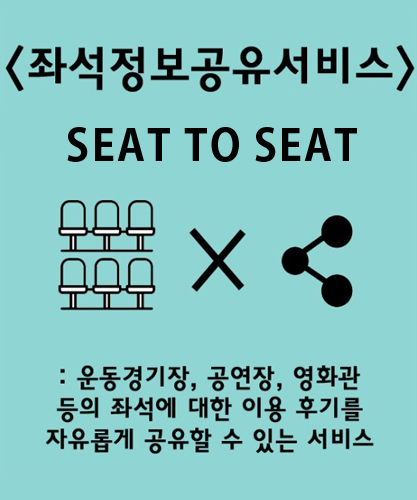 <좌석정보공유서비스>
SEAT TO SEAT
: 운동경기장, 공연장, 영화관
등의 좌석에 대한 이용 후기를
자유롭게 공유할 수 있는 서비스